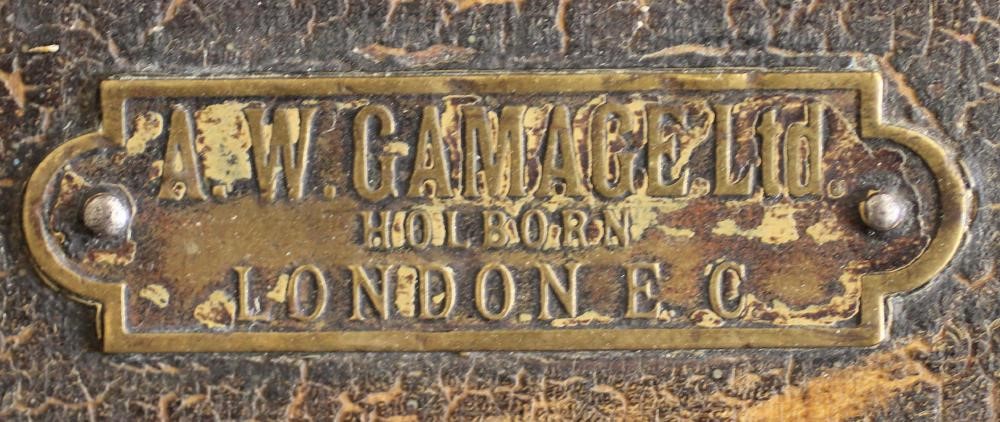 A. W. GAMAGE. Ltd.
HOLBORN
LONDON E C